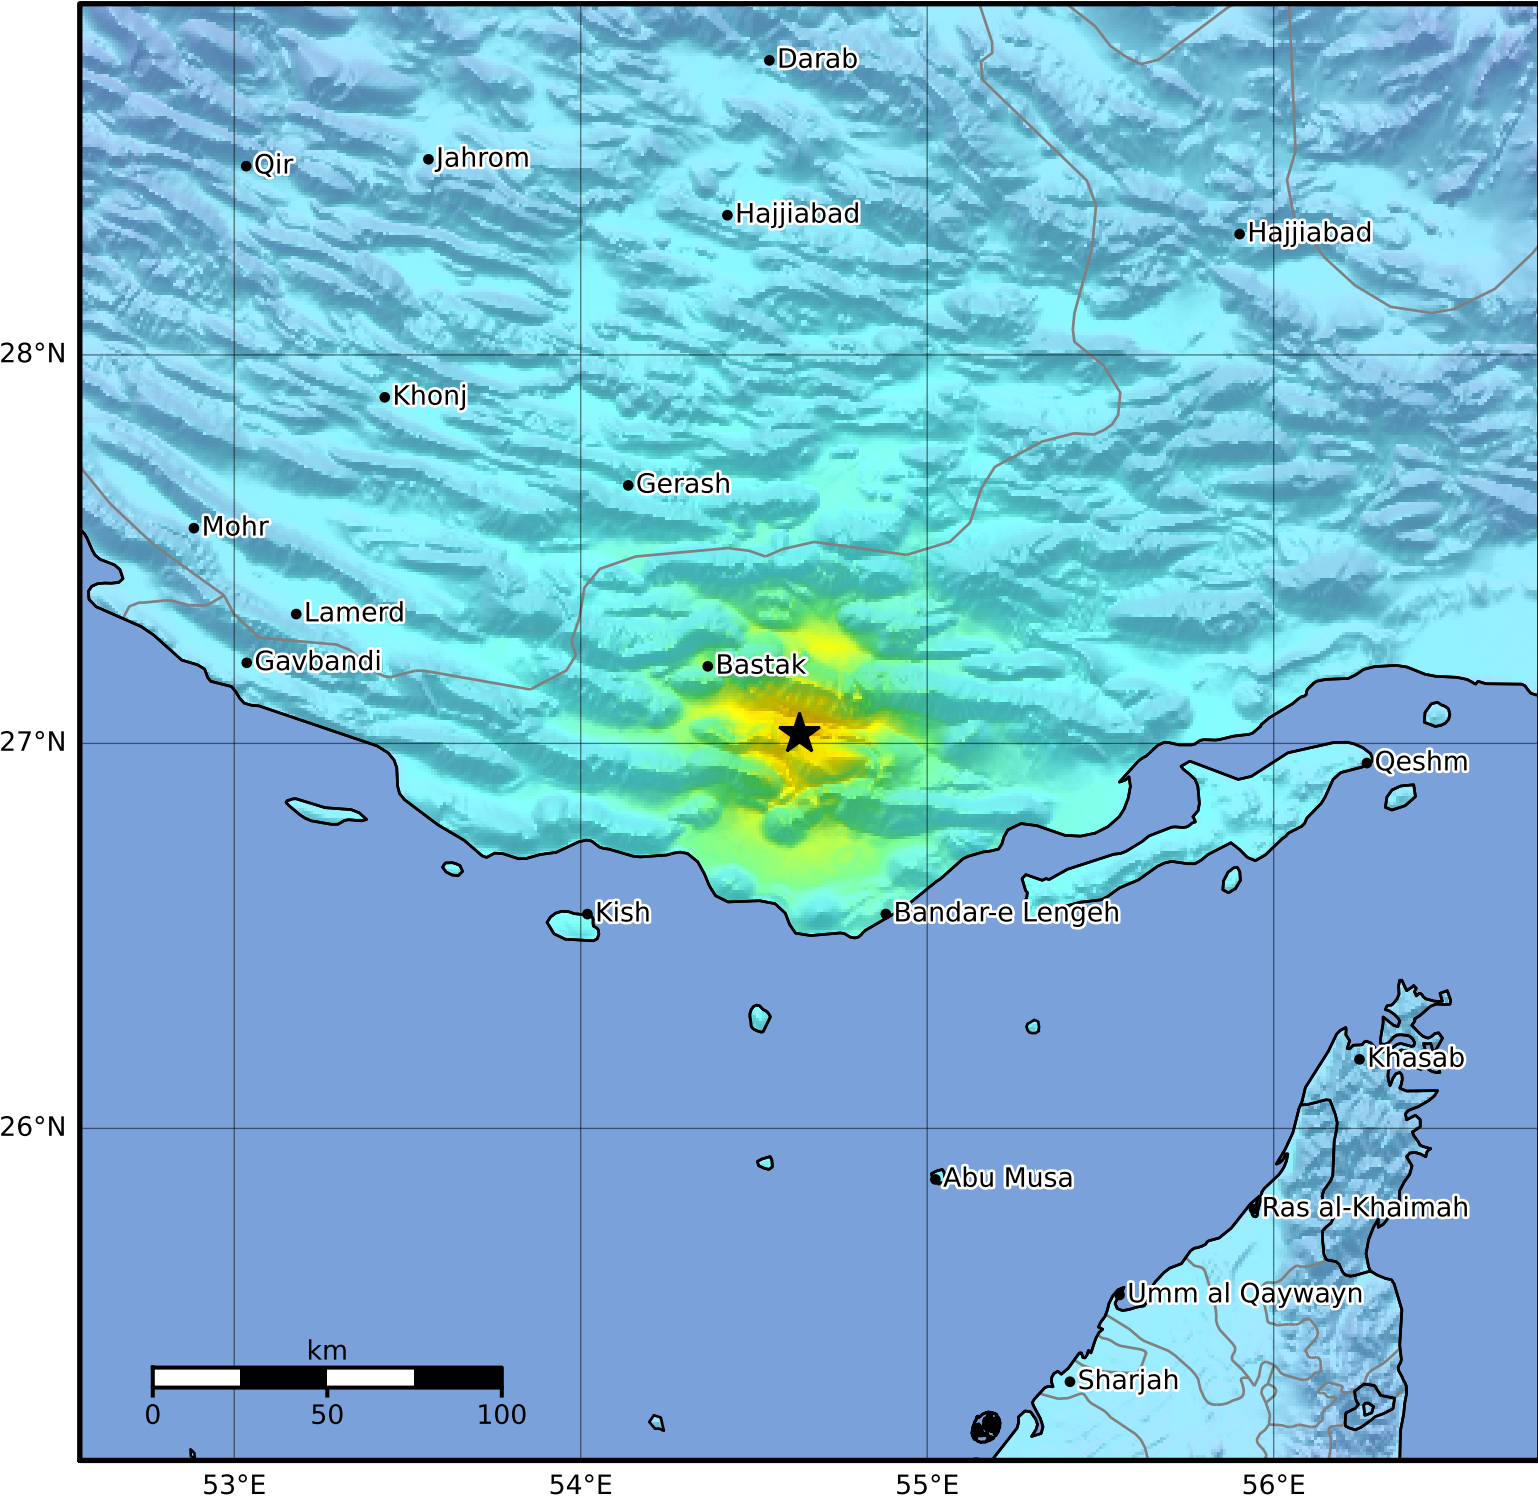 Darab
Qir
Jahrom
Hajjiabad
Hajjiabad
28°N
Khonj
Gerash
Mohr
Lamerd
Gavbandi
Bastak
27°N
Qeshm
Kish
Bandar-e Lengeh
Khasab
26°N
Abu Musa
Ras al-Khaimah
Umm al Qaywayn
km
Sharjah
0 50 100
53°E 54°E 55°E 56°E